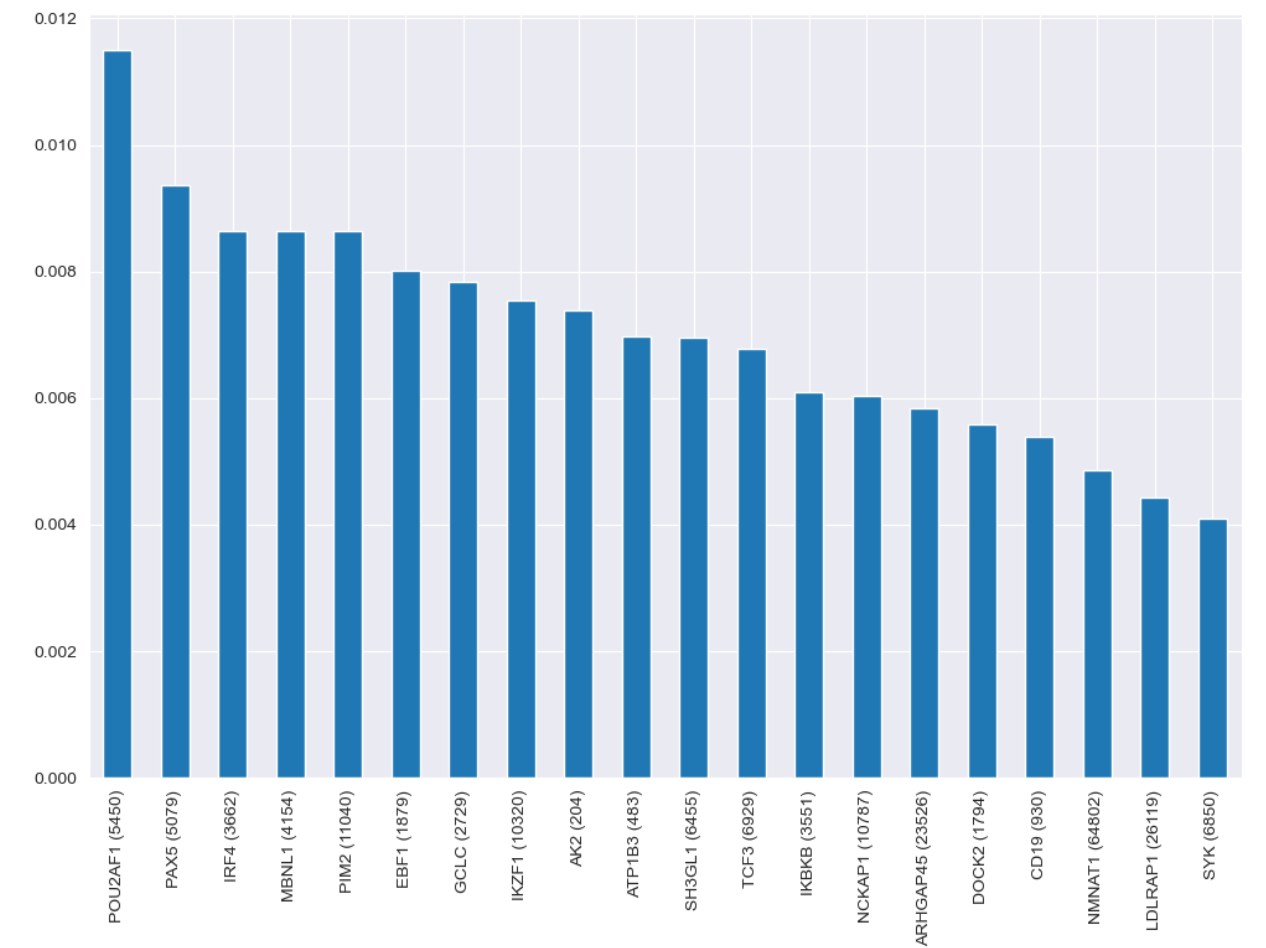 0.012
0.010
0.008
0.006
0.004
0.002
0.000
POU2AF1 (5450)
PAX5 (5079)
IRF4 (3662)
MBNL1 (4154)
PIM2 (11040)
EBF1 (1879)
GCLC (2729)
IKZF1 (10320)
AK2 (204)
ATP1B3 (483)
SH3GL1 (6455)
TCF3 (6929)
IKBKB (3551)
NCKAP1 (10787)
ARHGAP45 (23526)
DOCK2 (1794)
CD19 (930)
NMNAT1 (64802)
LDLRAP1 (26119)
SYK (6850)